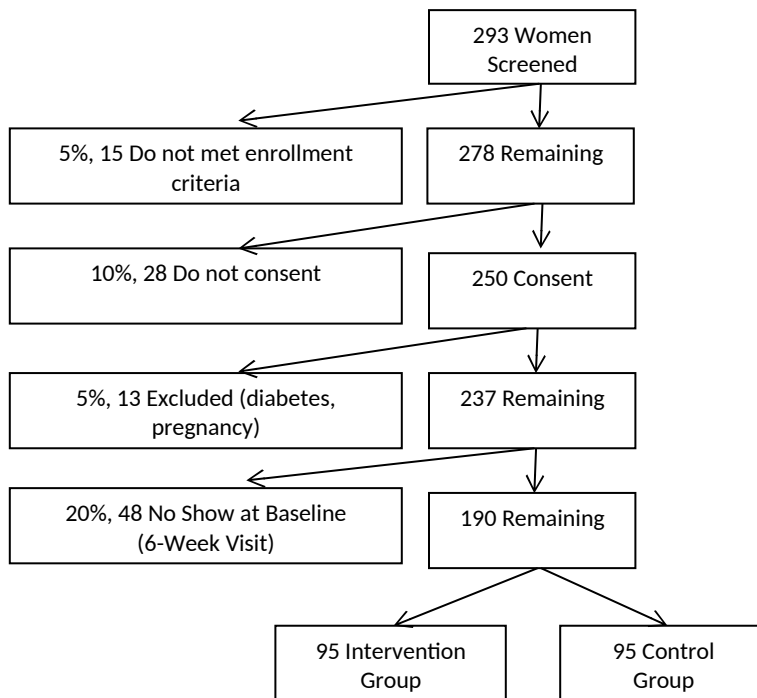 293 Women
Screened
5%, 15 Do not met enrollment
criteria
278 Remaining
10%, 28 Do not consent
250 Consent
5%, 13 Excluded (diabetes,
pregnancy)
237 Remaining
20%, 48 No Show at Baseline
(6-Week Visit)
190 Remaining
95 Intervention
Group
95 Control
Group